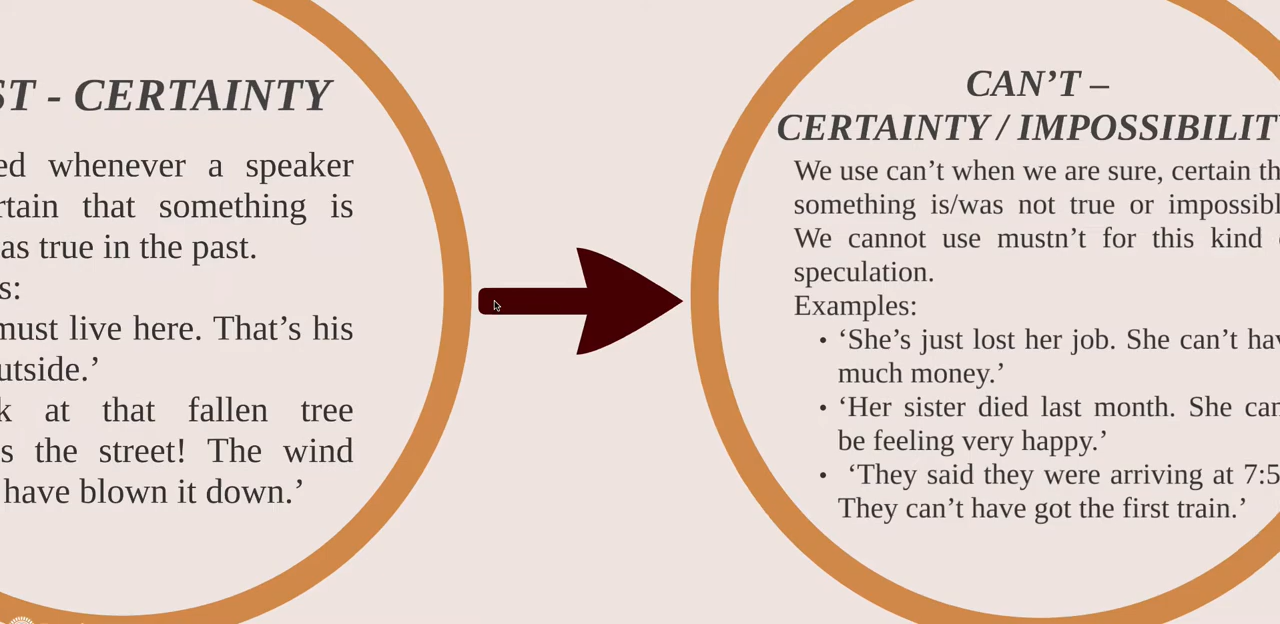 ST - CERTAINTY
ed whenever a speaker
rtain that something is
as true in the past.
s:
must live here. That’s his
utside.’
k at that fallen tree
s the street! The wind
have blown it down.’
CAN’T –
CERTAINTY / IMPOSSIBILIT
We use can’t when we are sure, certain th
something is/was not true or impossibl
We cannot use mustn’t for this kind
speculation.
Examples:
• ‘She’s just lost her job. She can’t hav
much money.’
• ‘Her sister died last month. She can
be feeling very happy.’
• ‘They said they were arriving at 7:5
They can’t have got the first train.’